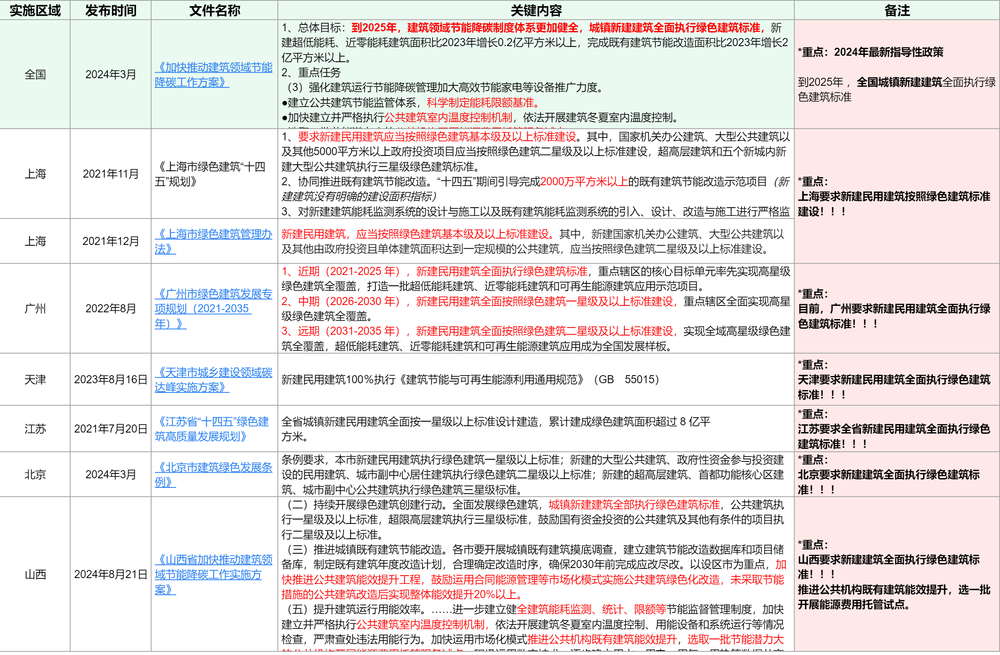 实施区域 发布时间 文件名称 关键内容 备注
全国
2024年3月
《加快推动建筑领域节能
降碳工作方案》
1、总体目标：到2025年，建筑领域节能降碳制度体系更加健全，城镇新建建筑全面执行绿色建筑标准，新
建超低能耗、近零能耗建筑面积比2023年增长0.2亿平方米以上，完成既有建筑节能改造面积比2023年增长2
亿平方米以上。
2、重点任务
（3）强化建筑运行节能降碳管理加大高效节能家电等设备推广力度。
●建立公共建筑节能监管体系，科学制定能耗限额基准。
●加快建立并严格执行公共建筑室内温度控制机制，依法开展建筑冬夏室内温度控制。
*重点：2024年最新指导性政策
到2025年 ，全国城镇新建建筑全面执行绿
色建筑标准
上海
2021年11月
《上海市绿色建筑“十四
五”规划》
1、要求新建民用建筑应当按照绿色建筑基本级及以上标准建设。其中，国家机关办公建筑、大型公共建筑以
及其他5000平方米以上政府投资项目应当按照绿色建筑二星级及以上标准建设，超高层建筑和五个新城内新
建大型公共建筑执行三星级绿色建筑标准。
2、协同推进既有建筑节能改造。“十四五”期间引导完成2000万平方米以上的既有建筑节能改造示范项目（新
建建筑没有明确的建设面积指标）
3、对新建建筑能耗监测系统的设计与施工以及既有建筑能耗监测系统的引入、设计、改造与施工进行严格监
*重点：
上海要求新建民用建筑按照绿色建筑标准
建设！！！
上海
2021年12月
《上海市绿色建筑管理办
法》
新建民用建筑，应当按照绿色建筑基本级及以上标准建设。其中，新建国家机关办公建筑、大型公共建筑以
及其他由政府投资且单体建筑面积达到一定规模的公共建筑，应当按照绿色建筑二星级及以上标准建设。
广州
2022年8月
《广州市绿色建筑发展专
项规划（2021-2035
年）》
1、近期（2021-2025 年），新建民用建筑全面执行绿色建筑标准，重点辖区的核心目标单元率先实现高星级
绿色建筑全覆盖，打造一批超低能耗建筑、近零能耗建筑和可再生能源建筑应用示范项目。
2、中期（2026-2030 年），新建民用建筑全面按照绿色建筑一星级及以上标准建设，重点辖区全面实现高星
级绿色建筑全覆盖。
3、远期（2031-2035 年），新建民用建筑全面按照绿色建筑二星级及以上标准建设，实现全域高星级绿色建
筑全覆盖，超低能耗建筑、近零能耗建筑和可再生能源建筑应用成为全国发展样板。
*重点：
目前，广州要求新建民用建筑全面执行绿
色建筑标准！！！
天津
2023年8月16日
《天津市城乡建设领域碳
达峰实施方案》
新建民用建筑100%执行《建筑节能与可再生能源利用通用规范》（GB　55015）
*重点：
天津要求新建民用建筑全面执行绿色建筑
标准！！！
江苏
2021年7月20日
《江苏省“十四五”绿色建
筑高质量发展规划》
全省城镇新建民用建筑全面按一星级以上标准设计建造，累计建成绿色建筑面积超过 8 亿平
方米。
*重点：
江苏要求全省新建民用建筑全面执行绿色
建筑标准！！！
北京
2024年3月
《北京市建筑绿色发展条
例》
条例要求，本市新建民用建筑执行绿色建筑一星级以上标准；新建的大型公共建筑、政府性资金参与投资建
设的民用建筑、城市副中心居住建筑执行绿色建筑二星级以上标准；新建的超高层建筑、首都功能核心区建
筑、城市副中心公共建筑执行绿色建筑三星级标准。
*重点：
北京要求新建建筑全面执行绿色建筑标
准！！！
山西
2024年8月21日
《山西省加快推动建筑领
域节能降碳工作实施方
案》
（二）持续开展绿色建筑创建行动。全面发展绿色建筑，城镇新建建筑全部执行绿色建筑标准，公共建筑执
行一星级及以上标准，超限高层建筑执行三星级标准，鼓励国有资金投资的公共建筑及其他有条件的项目执
行二星级及以上标准。
（三）推进城镇既有建筑节能改造。各市要开展城镇既有建筑摸底调查，建立建筑节能改造数据库和项目储
备库，制定既有建筑年度改造计划，合理确定改造时序，确保2030年前完成应改尽改。以设区市为重点，加
快推进公共建筑能效提升工程，鼓励运用合同能源管理等市场化模式实施公共建筑绿色化改造，未采取节能
措施的公共建筑改造后实现整体能效提升20%以上。
（五）提升建筑运行用能效率。……进一步建立健全建筑能耗监测、统计、限额等节能监督管理制度，加快
建立并严格执行公共建筑室内温度控制机制，依法开展建筑冬夏室内温度控制、用能设备和系统运行等情况
检查，严肃查处违法用能行为。加快运用市场化模式推进公共机构既有建筑能效提升，选取一批节能潜力大
*重点：
山西要求新建建筑全面执行绿色建筑标
准！！！
推进公共机构既有建筑能效提升，选一批
开展能源费用托管试点。